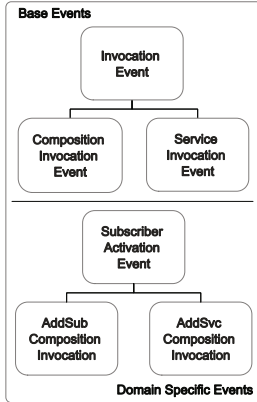 Base Events
Invocation
Event
Composition
Invocation
Event
Service
Invocation
Event
Subscriber
Activation
Event
AddSub
Composition
Invocation
AddSvc
Composition
Invocation
Domain Specific Events